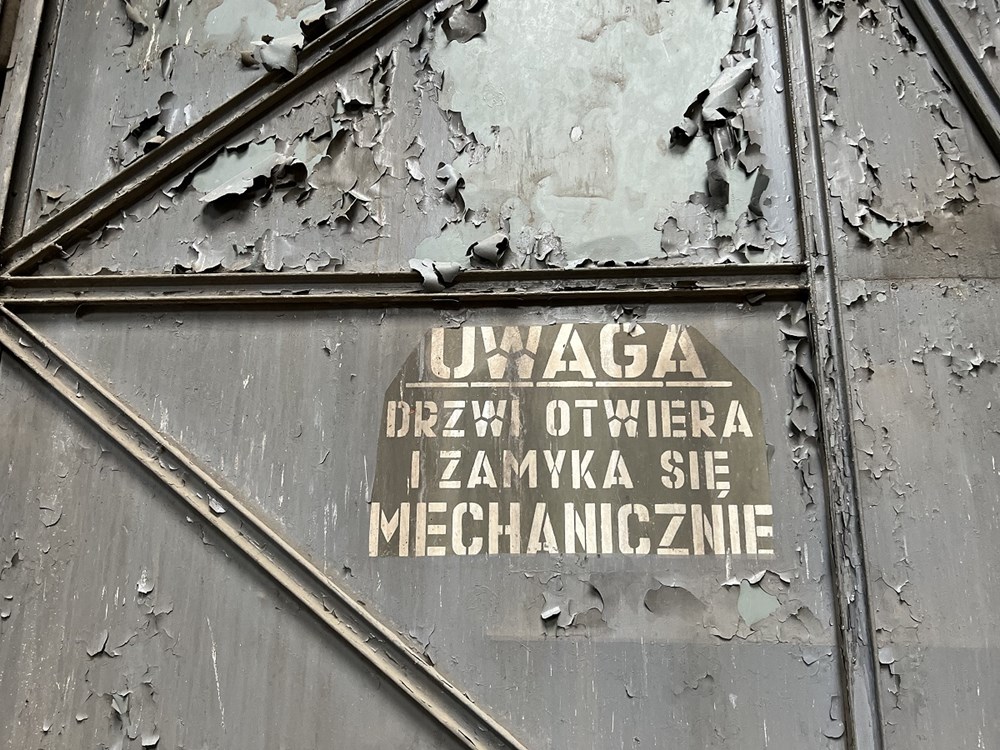 UWAGA
DRZWI OTWIERA
I ZAMYKA SIĘ
MECHANICZNIE